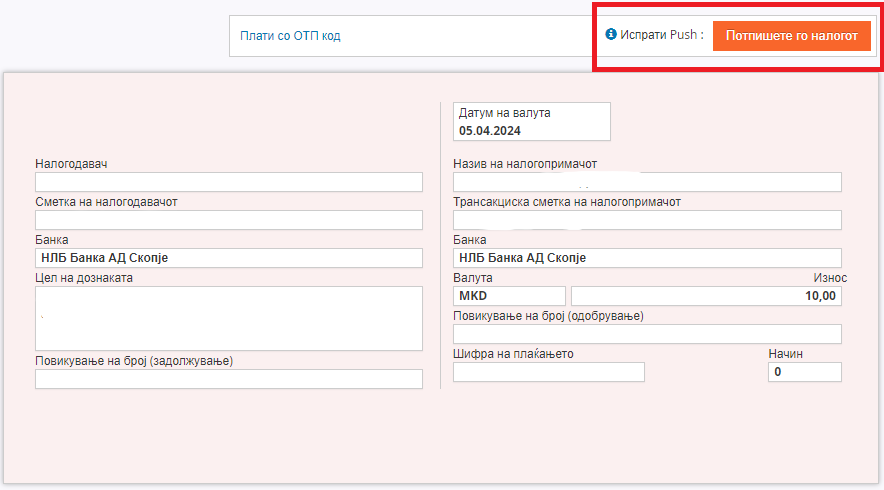 Плати со ОТП код
Испрати Push :
Потпишете го налогот
Датум на валута
05.04.2024
Налогодавач
Назив на налогопримачот
Сметка на налогодавачот
Трансакциска сметка на налогопримачот
Банка
Банка
НЛБ Банка АД Скопје
НЛБ Банка АД Скопје
Цел на дознаката
Валута
Износ
MKD
10,00
Повикување на број (одобрување)
Шифра на плаќањето
Начин
Повикување на број (задолжување)
0